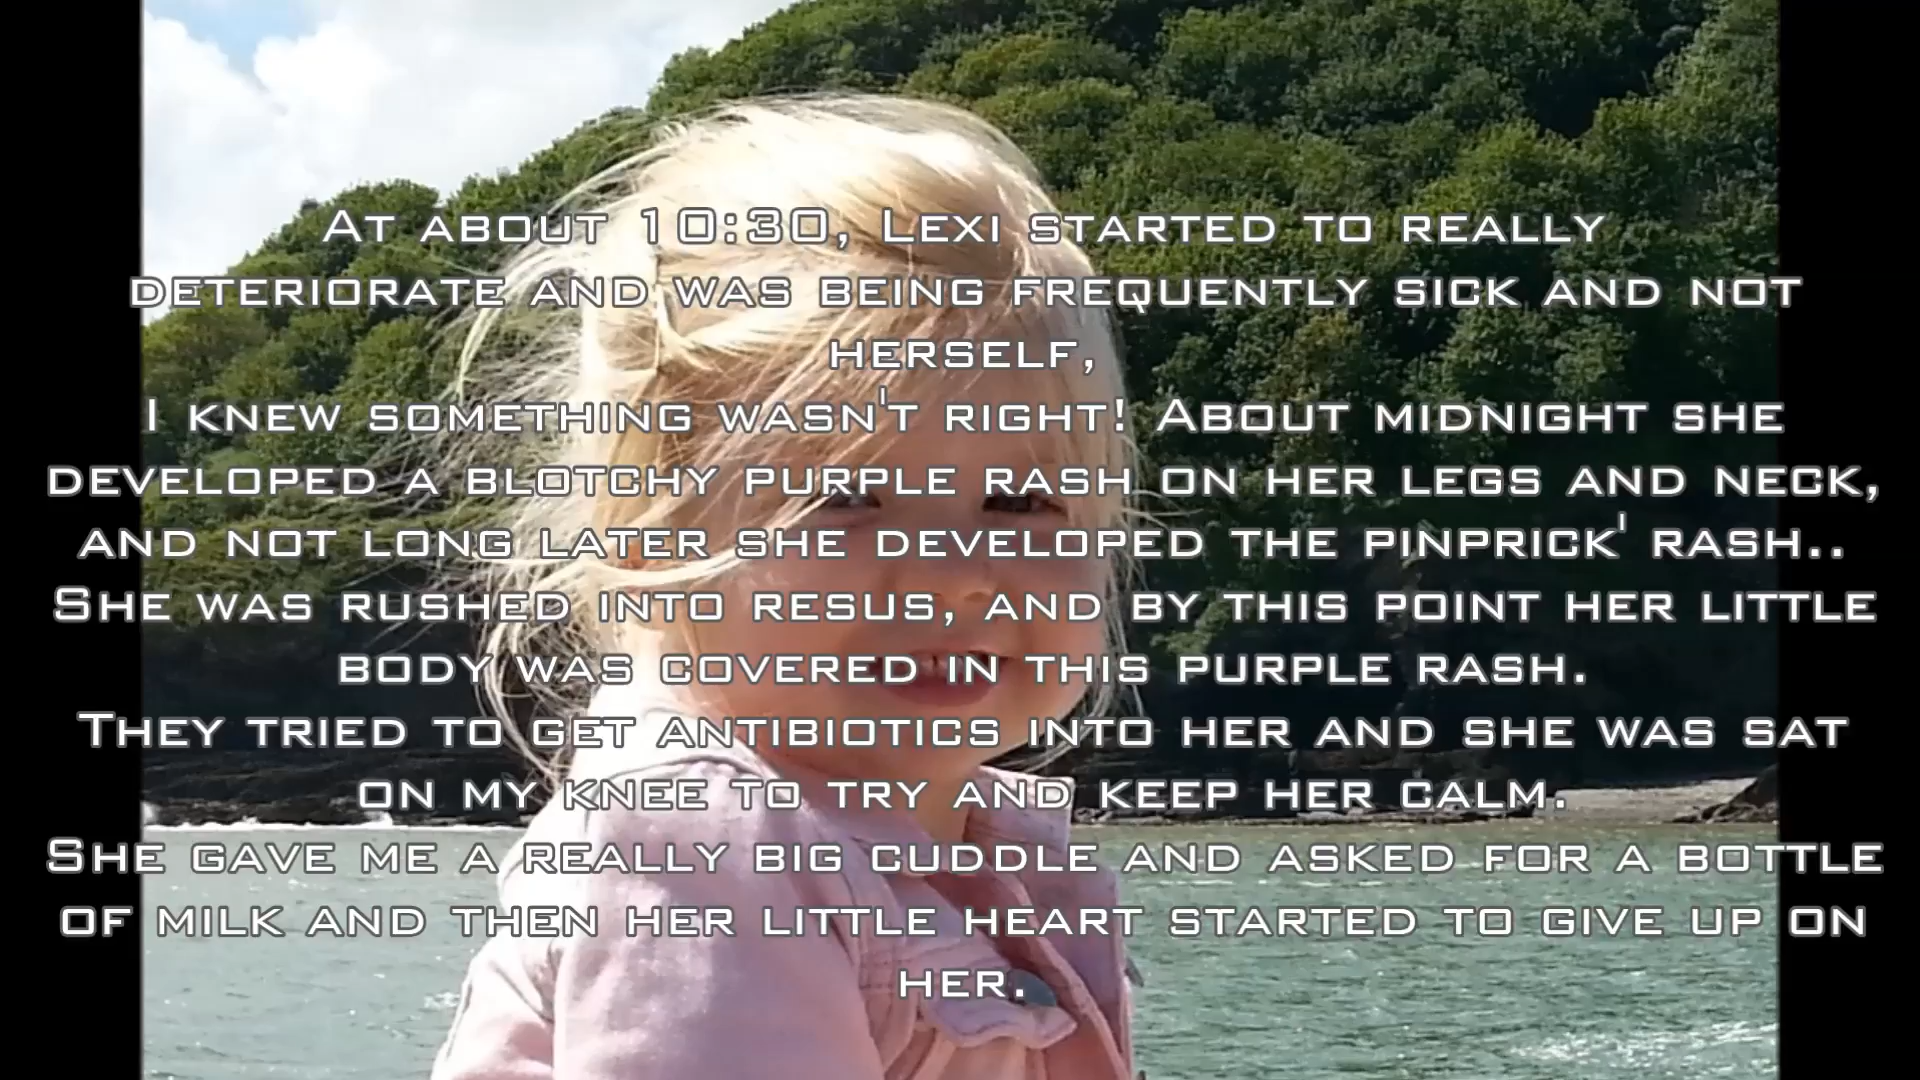 At about 10:30, Lexi started to really
deteriorate and was being frequently sick and not
herself,
I knew something wasn't right! About midnight she
developed a blotchy purple rash on her legs and neck,
and not long later she developed the pinprick' rash..
She was rushed into resus, and by this point her little
body was covered in this purple rash.
They tried to get antibiotics into her and she was sat
on my knee to try and keep her calm.
She gave me a really big cuddle and asked for a bottle
of milk and then her little heart started to give up on
her.